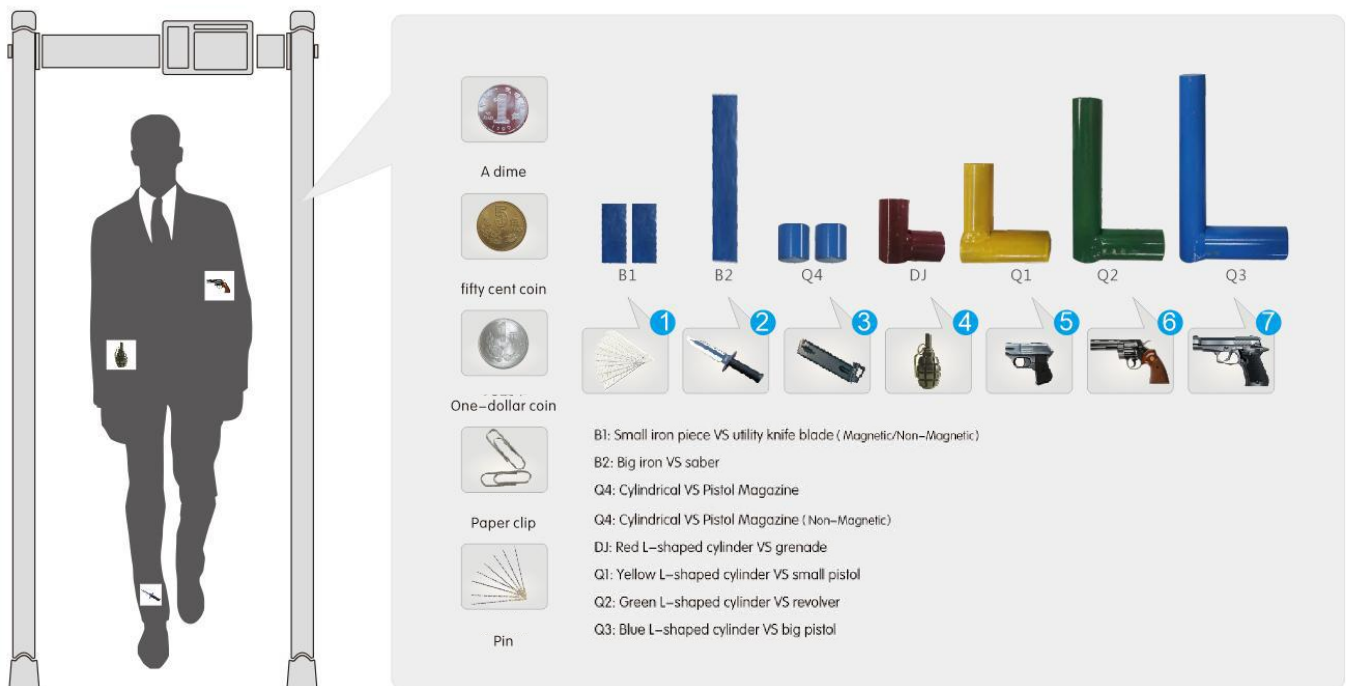 A dime
fifty cent coin
One-dollar coin
Paper clip
Pin
B1
B2
Q4
DJ
Q1
Q2
Q3
1
2
3
4
5
6
7
B1: Small iron piece VS utility knife blade (Magnetic/Non-Magnetic)
B2: Big iron VS saber
Q4: Cylindrical VS Pistol Magazine
Q4: Cylindrical VS Pistol Magazine (Non-Magnetic)
DJ: Red L-shaped cylinder VS grenade
Q1: Yellow L-shaped cylinder VS small pistol
Q2: Green L-shaped cylinder VS revolver
Q3: Blue L-shaped cylinder VS big pistol